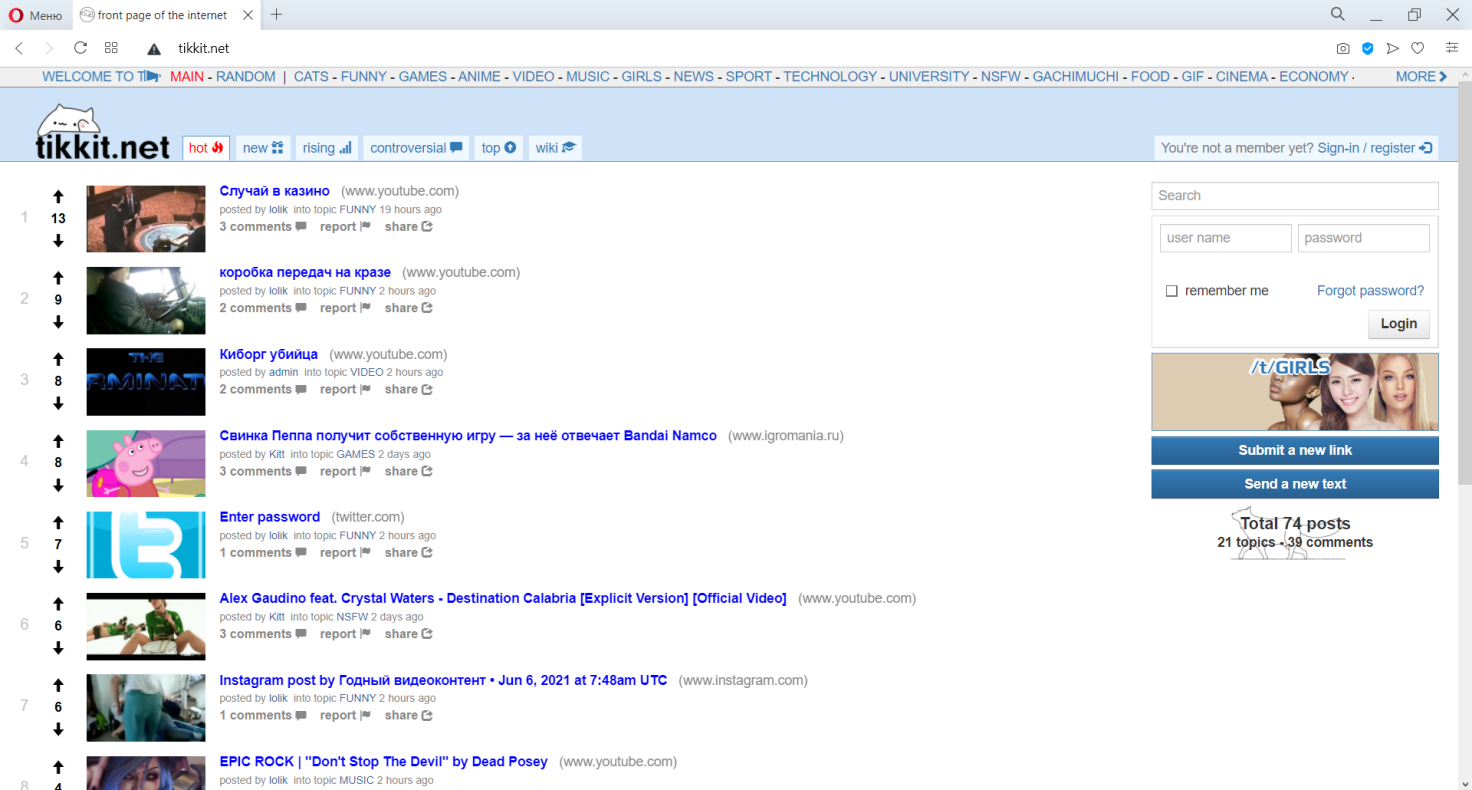 Меню
front page of the internet
tikkit.net
WELCOME TO MAIN - RANDOM | CATS - FUNNY - GAMES - ANIME - VIDEO - MUSIC - GIRLS - NEWS - SPORT - TECHNOLOGY - UNIVERSITY - NSFW - GACHIMUCHI - FOOD - GIF - CINEMA - ECONOMY - MORE
tikkit.net hot new rising controversial top wiki You're not a member yet? Sign-in / register
1
13
Случай в казино (www.youtube.com)
posted by lolik into topic FUNNY 19 hours ago
3 comments report share
2
9
коробка передач на кразе (www.youtube.com)
posted by lolik into topic FUNNY 2 hours ago
2 comments report share
3
8
THE
RMINAT
Киборг убийца (www.youtube.com)
posted by admin into topic VIDEO 2 hours ago
2 comments report share
4
8
Свинка Пеппа получит собственную игру — за неё отвечает Bandai Namco (www.igromania.ru)
posted by Kitt into topic GAMES 2 days ago
3 comments report share
5
7
Enter password (twitter.com)
posted by lolik into topic FUNNY 2 hours ago
1 comments report share
6
6
Alex Gaudino feat. Crystal Waters - Destination Calabria [Explicit Version] [Official Video] (www.youtube.com)
posted by Kitt into topic NSFW 2 days ago
3 comments report share
7
6
Instagram post by Годный видеоконтент • Jun 6, 2021 at 7:48am UTC (www.instagram.com)
posted by lolik into topic FUNNY 2 hours ago
1 comments report share
8
4
EPIC ROCK | "Don't Stop The Devil" by Dead Posey (www.youtube.com)
posted by lolik into topic MUSIC 2 hours ago
Search
user name password
remember me Forgot password?
Login
/t/GIRLS
Submit a new link
Send a new text
Total 74 posts
21 topics - 39 comments